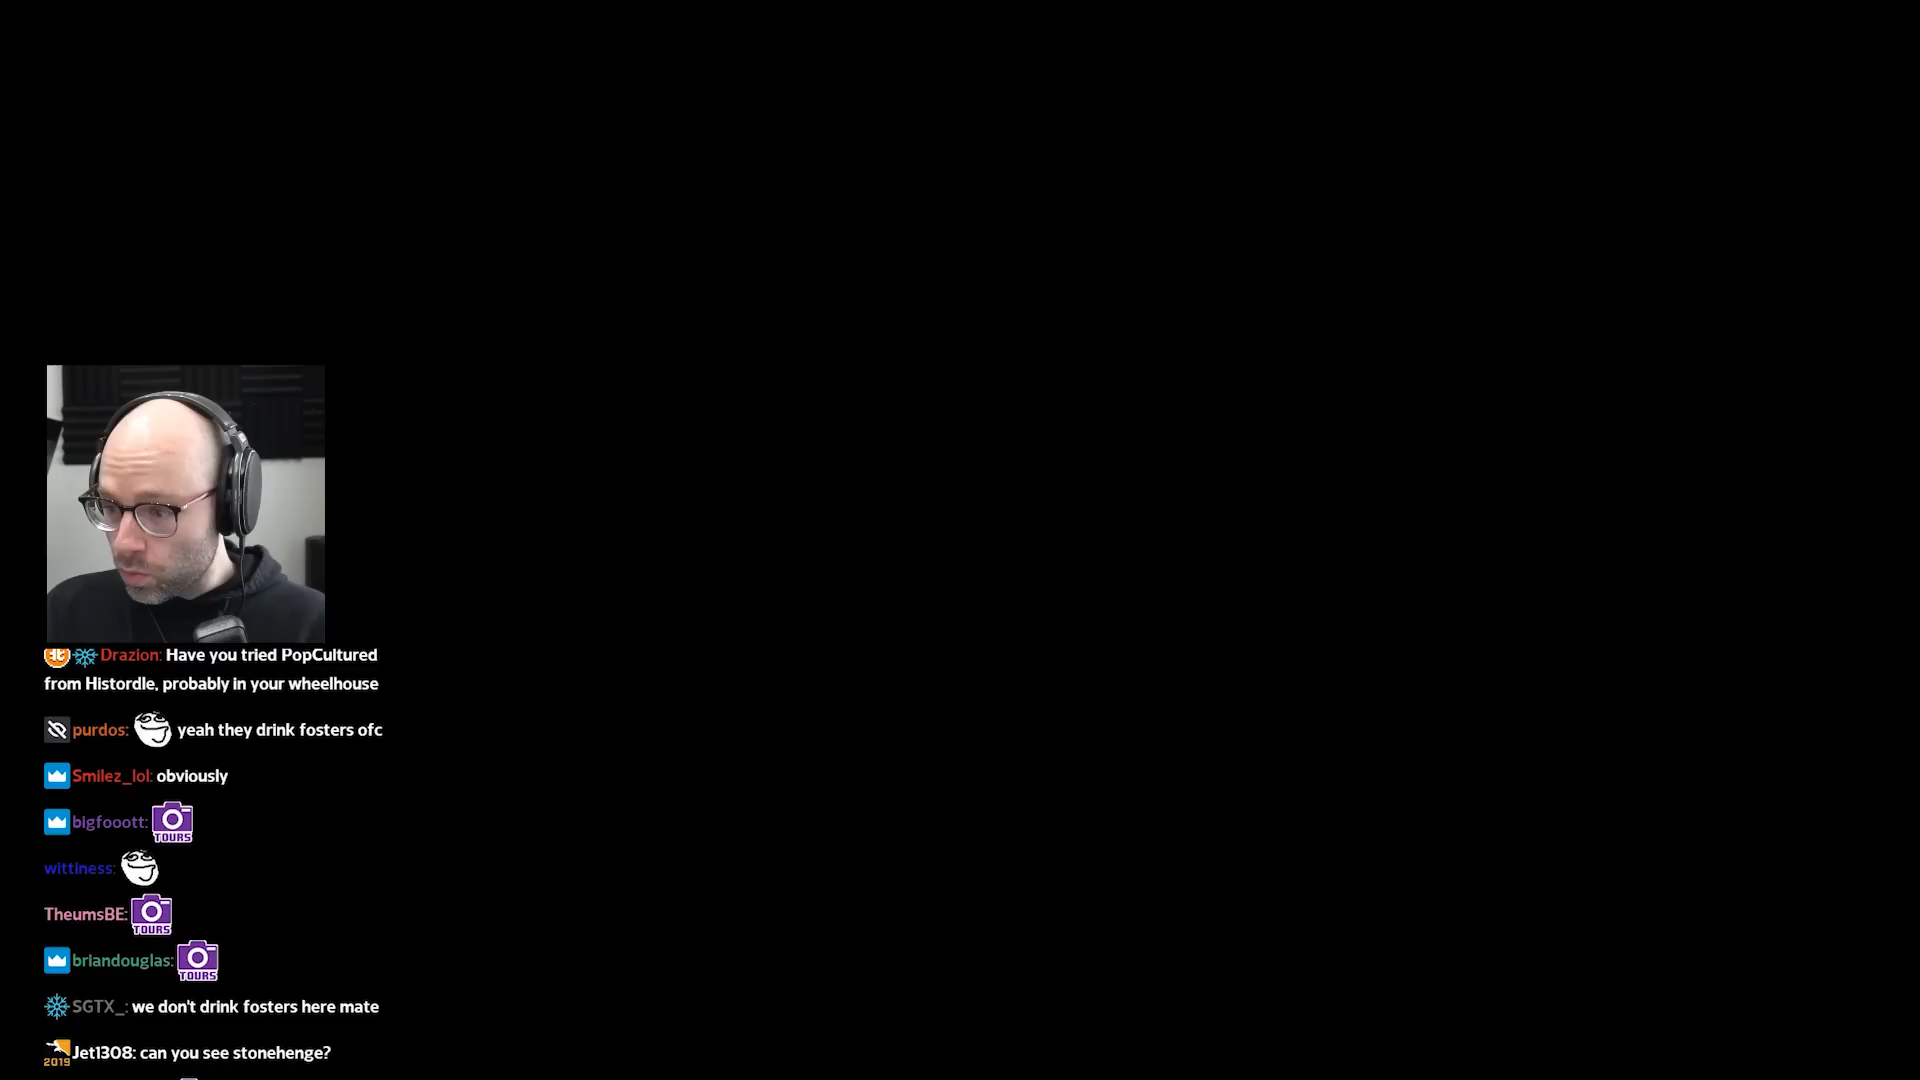 Drazion: Have you tried PopCultured
from Histordle, probably in your wheelhouse
purdos: yeah they drink fosters ofc
Smilez_lol: obviously
bigfooott: TOURS
wittiness:
TheumsBE: TOURS
briandouglas: TOURS
SGTX_: we don't drink fosters here mate
2019 Jet1308: can you see stonehenge?